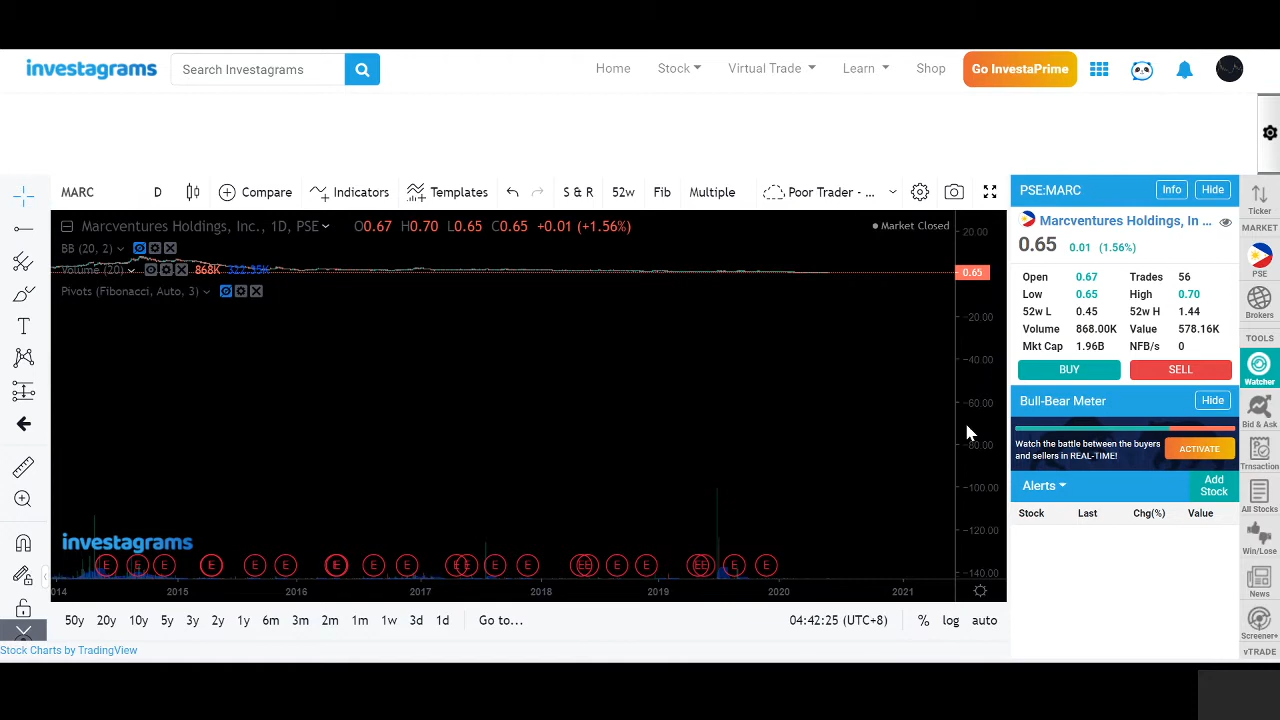 investagrams
Search Investagrams
Home
Stock
Virtual Trade
Learn
Shop
Go InvestaPrime
MARC
D
Compare
Indicators
Templates
S & R
52w
Fib
Multiple
Poor Trader - ...
Marcventures Holdings, Inc., 1D, PSE
O0.67 H0.70 L0.65 C0.65 +0.01 (+1.56%)
Market Closed
BB (20, 2)
Volume (20)
868K
Pivots (Fibonacci, Auto, 3)
20.00
0.65
−20.00
−40.00
−60.00
−80.00
−100.00
−120.00
−140.00
investagrams
E E E E E E E E E E E E E E E E E E E E E E
014 2015 2016 2017 2018 2019 2020 2021
50y 20y 10y 5y 3y 2y 1y 6m 3m 2m 1m 1w 3d 1d
Go to...
04:42:25 (UTC+8)
% log auto
Stock Charts by TradingView
PSE:MARC
Info
Hide
Marcventures Holdings, In ...
0.65 0.01 (1.56%)
Open 0.67 Trades 56
Low 0.65 High 0.70
52w L 0.45 52w H 1.44
Volume 868.00K Value 578.16K
Mkt Cap 1.96B NFB/s 0
BUY
SELL
Bull-Bear Meter
Hide
Watch the battle between the buyers
and sellers in REAL-TIME!
ACTIVATE
Alerts
Add
Stock
Stock Last Chg(%) Value
Ticker
MARKET
PSE
Brokers
TOOLS
Watcher
Bid & Ask
Trnsaction
All Stocks
Win/Lose
News
Screener+
vTRADE